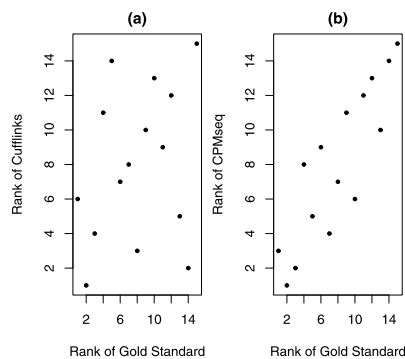 (a)
Rank of Cufflinks
14
12
10
8
6
4
2
2 6 10 14
Rank of Gold Standard
(b)
Rank of CPMseq
14
12
10
8
6
4
2
2 6 10 14
Rank of Gold Standard